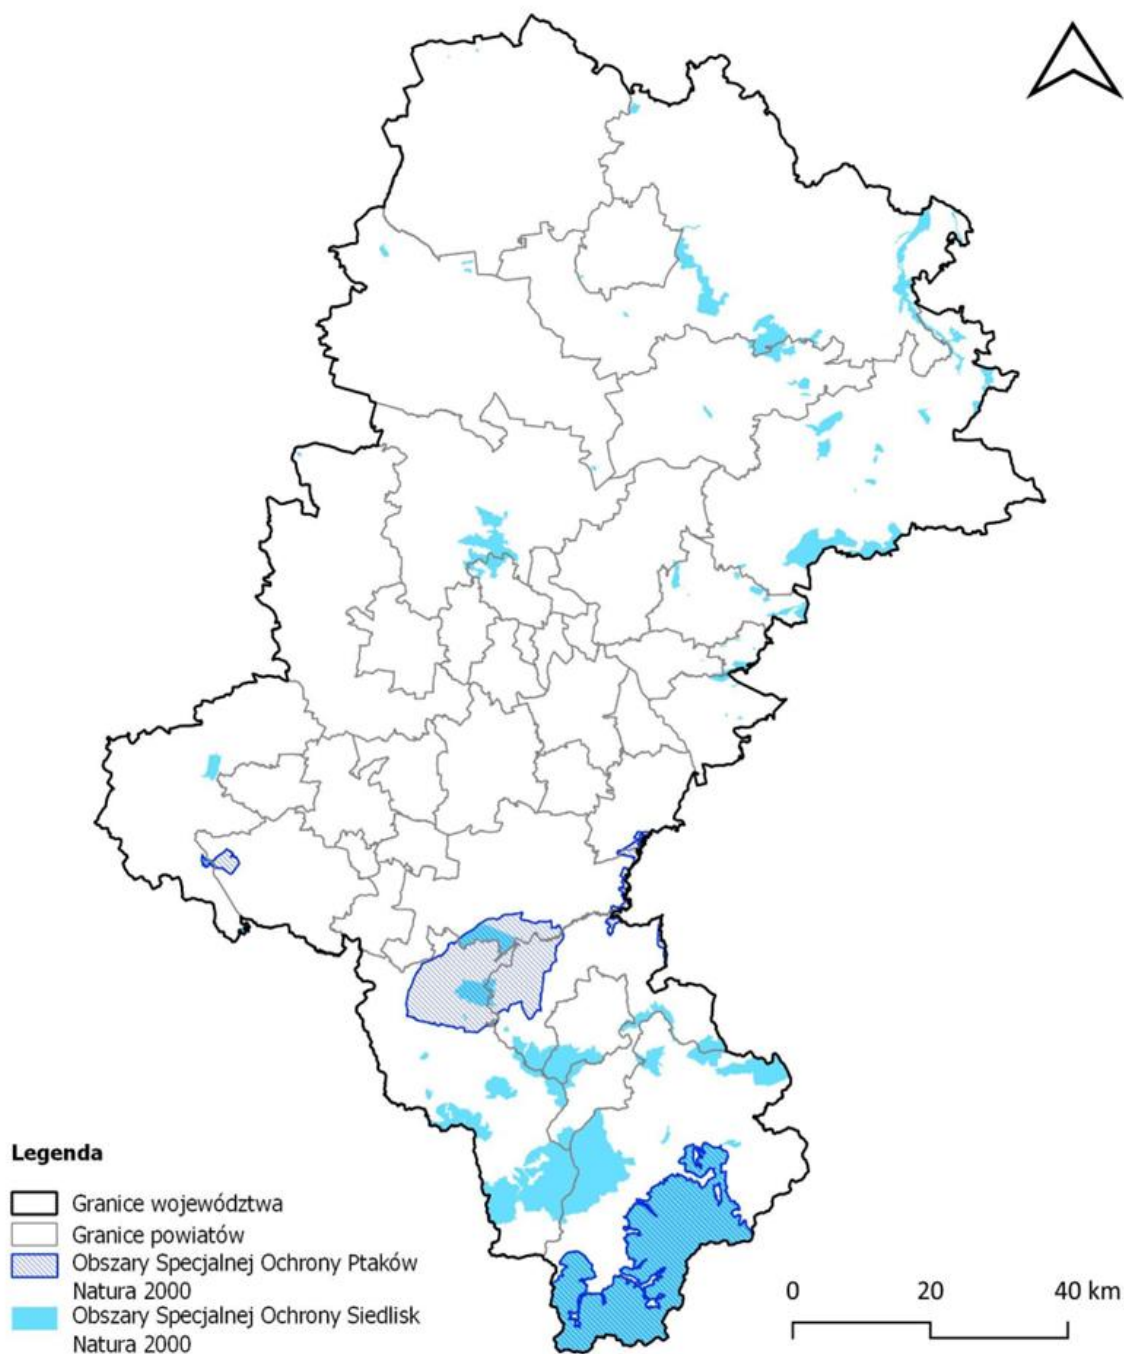 Legenda
Granice województwa
Granice powiatów
Obszary Specjalnej Ochrony Ptaków
Natura 2000
Obszary Specjalnej Ochrony Siedlisk
Natura 2000
0 20 40 km